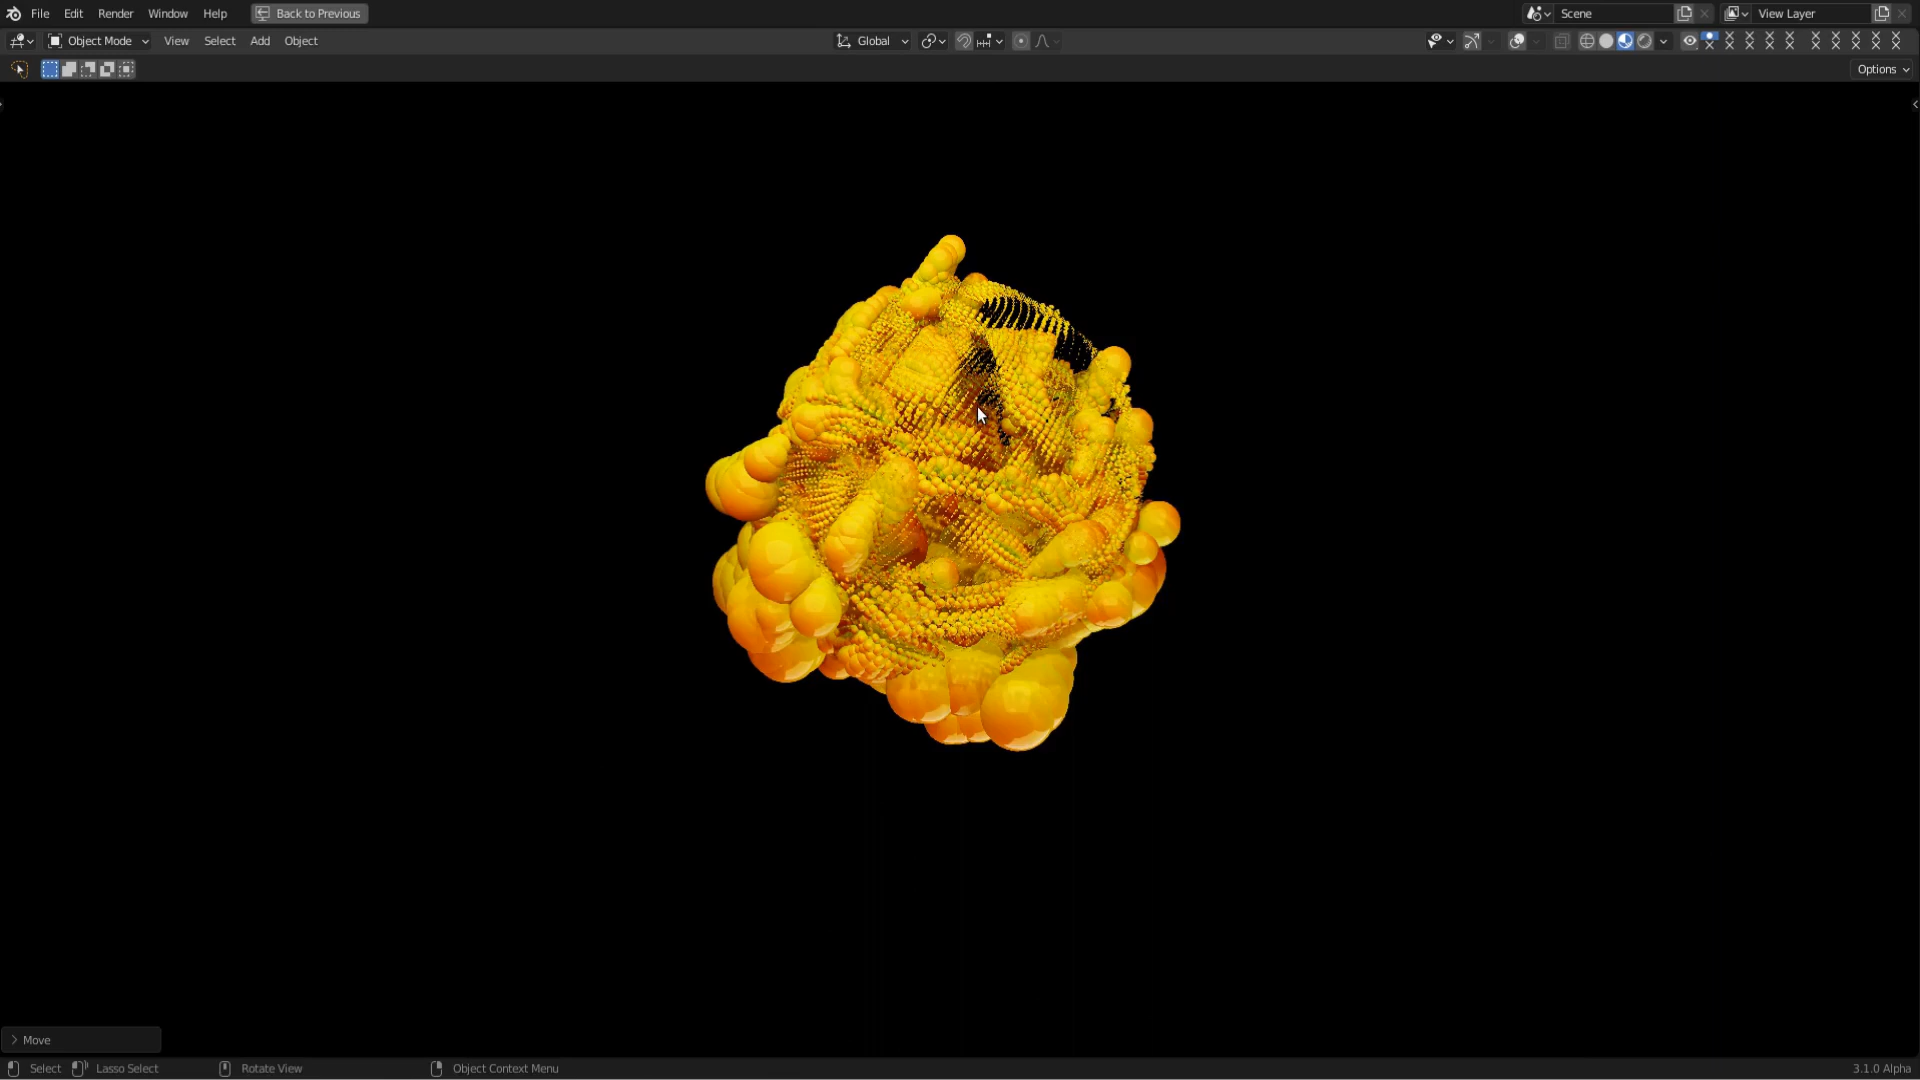 File Edit Render Window Help Back to Previous Scene View Layer
Object Mode View Select Add Object Global
Options
Move
Select Lasso Select Rotate View Object Context Menu 3.1.0 Alpha